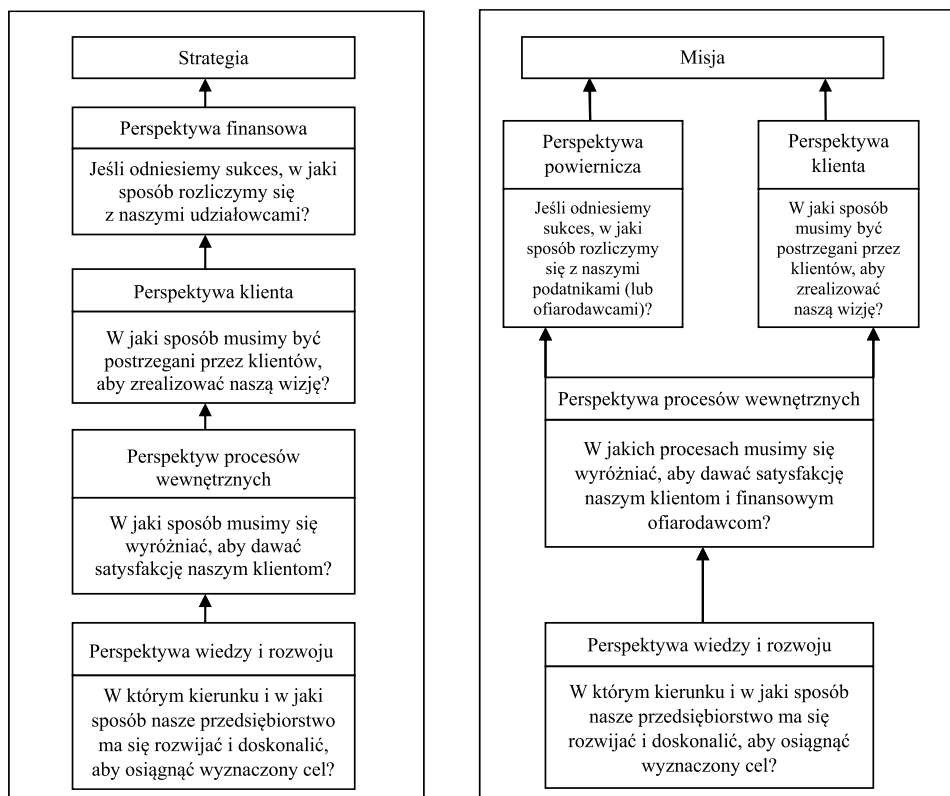 Strategia
Perspektywa finansowa
Jeśli odniesiemy sukces, w jaki
sposób rozliczymy się
z naszymi udziałowcami?
Perspektywa klienta
W jaki sposób musimy być
postrzegani przez klientów,
aby zrealizować naszą wizję?
Perspektyw procesów
wewnętrznych
W jaki sposób musimy się
wyróżniać, aby dawać
satysfakcję naszym klientom?
Perspektywa wiedzy i rozwoju
W którym kierunku i w jaki
sposób nasze przedsiębiorstwo
ma się rozwijać i doskonalić,
aby osiągnąć wyznaczony cel?
Misja
Perspektywa
powiernicza
Jeśli odniesiemy
sukces, w jaki
sposób rozliczymy
się z naszymi
podatnikami (lub
ofiarodawcami)?
Perspektywa
klienta
W jaki sposób
musimy być
postrzegani przez
klientów, aby
zrealizować
naszą wizję?
Perspektywa procesów wewnętrznych
W jakich procesach musimy się
wyróżniać, aby dawać satysfakcję
naszym klientom i finansowym
ofiarodawcom?
Perspektywa wiedzy i rozwoju
W którym kierunku i w jaki sposób
nasze przedsiębiorstwo ma się
rozwijać i doskonalić, aby osiągnąć
wyznaczony cel?